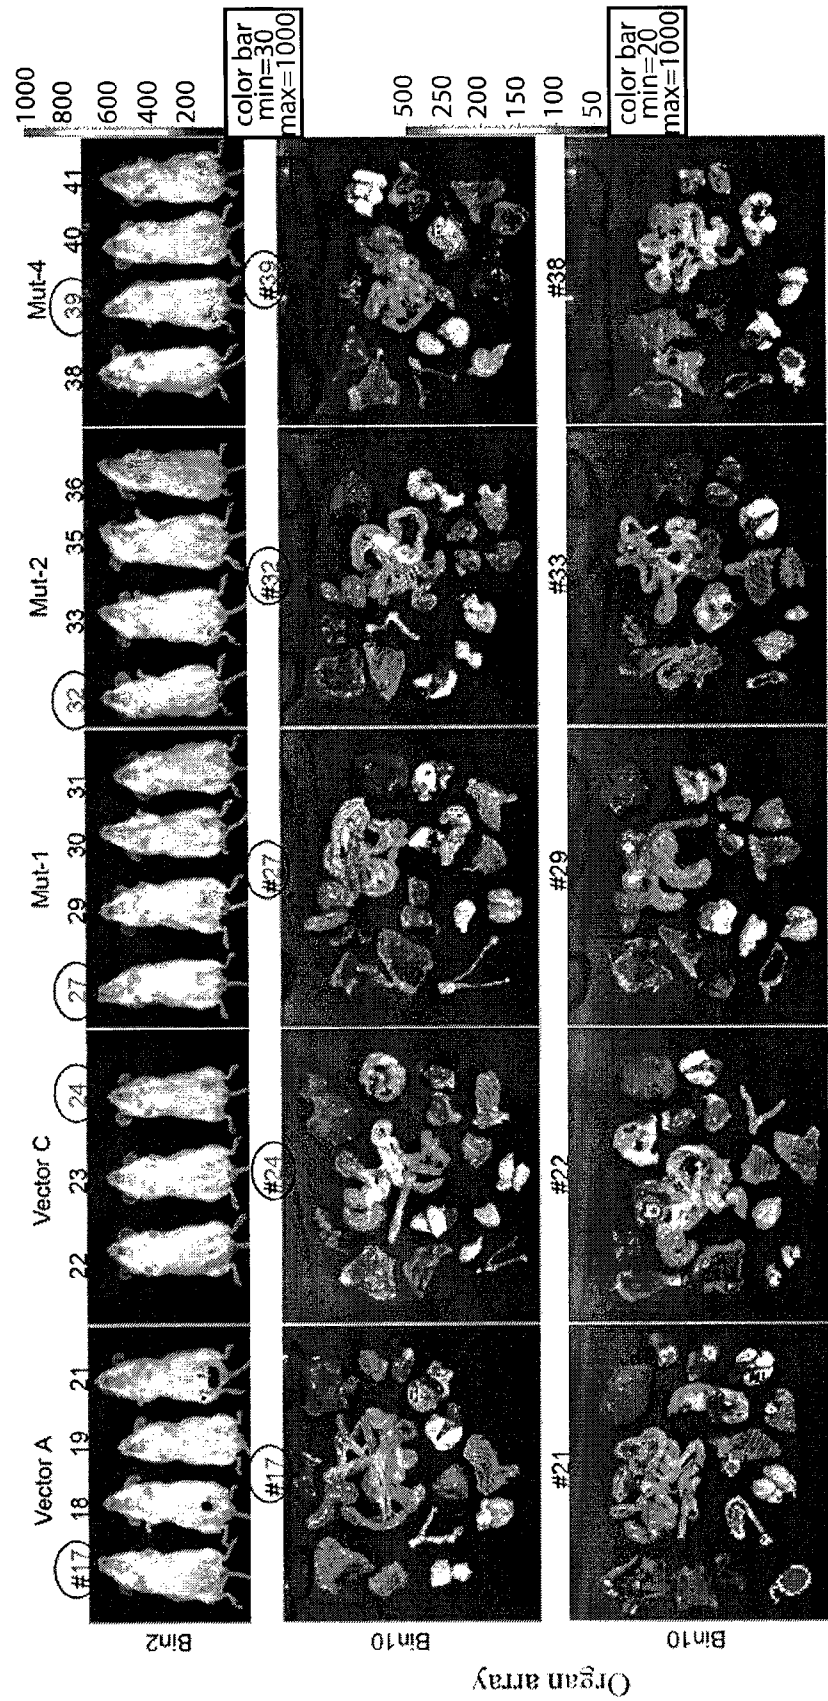 Vector A
Vector C
Mut-1
Mut-2
Mut-4
#17 18 19 21
22 23 24
27 29 30 31
32 33 35 36
38 39 40 41
Bin2
1000
800
600
400
200
color bar
min=30
max=1000
#17
#24
#27
#32
#39
Bin10
500
250
200
150
100
50
color bar
min=20
max=1000
#21
#22
#29
#33
#38
Bin10
Organ array